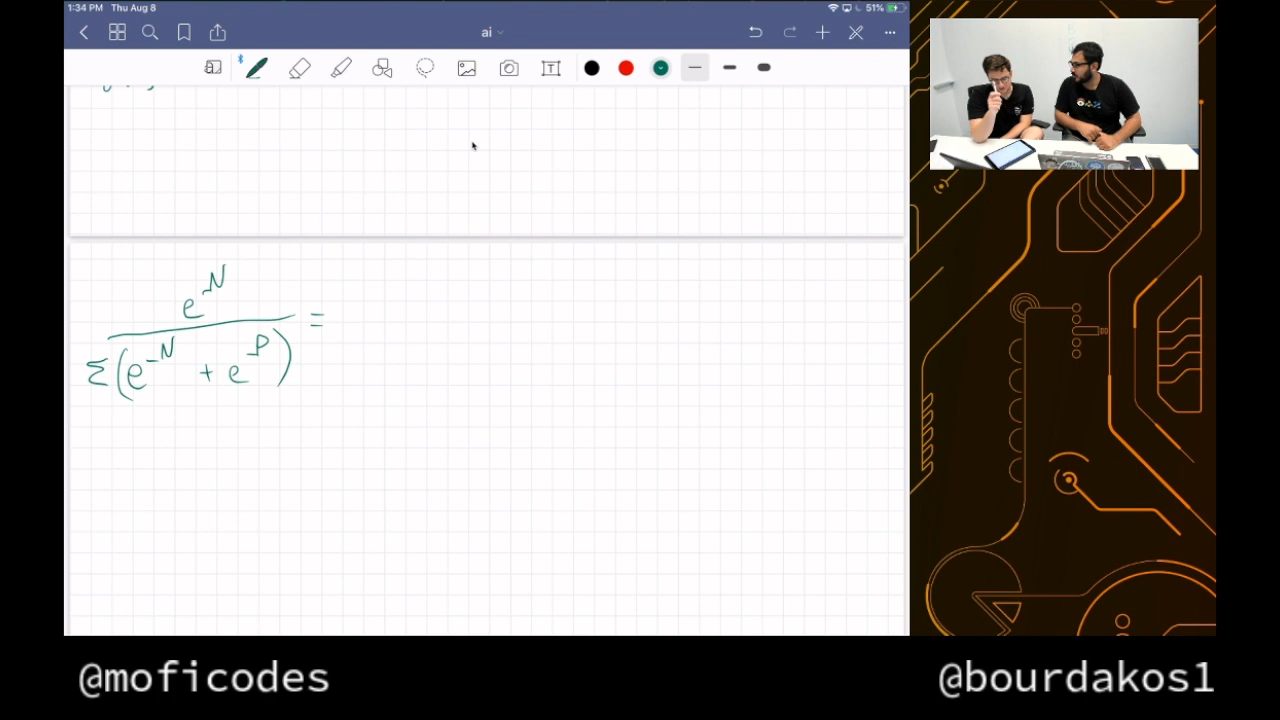 1:34 PM Thu Aug 8
51%
ai
T
e^N
Σ(e^-N + e^P) =
@moficodes
@bourdakos1